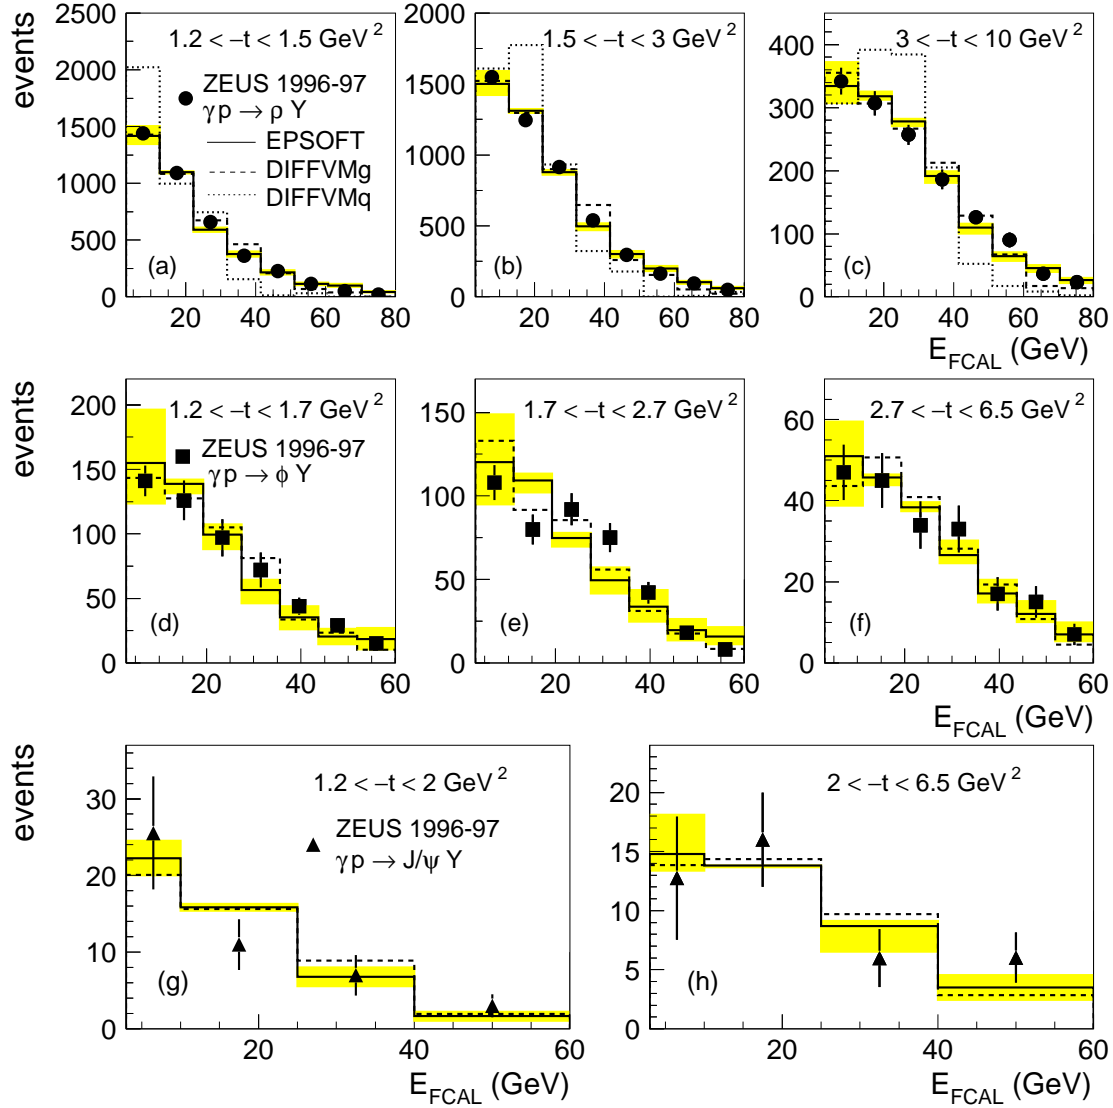 events
2500
2000
1500
1000
500
0
1.2 < –t < 1.5 GeV²
ZEUS 1996-97
γp → ρ Y
EPSOFT
DIFFVMg
DIFFVMq
(a)
20 40 60 80
2000
1500
1000
500
0
1.5 < –t < 3 GeV²
(b)
20 40 60 80
400
300
200
100
0
3 < –t < 10 GeV²
(c)
20 40 60 80
E_FCAL (GeV)
events
200
150
100
50
0
1.2 < –t < 1.7 GeV²
ZEUS 1996-97
γp → φ Y
(d)
20 40 60
150
100
50
0
1.7 < –t < 2.7 GeV²
(e)
20 40 60
60
40
20
0
2.7 < –t < 6.5 GeV²
(f)
20 40 60
E_FCAL (GeV)
events
30
20
10
0
1.2 < –t < 2 GeV²
ZEUS 1996-97
γp → J/ψ Y
(g)
20 40 60
E_FCAL (GeV)
20
15
10
5
0
2 < –t < 6.5 GeV²
(h)
20 40 60
E_FCAL (GeV)